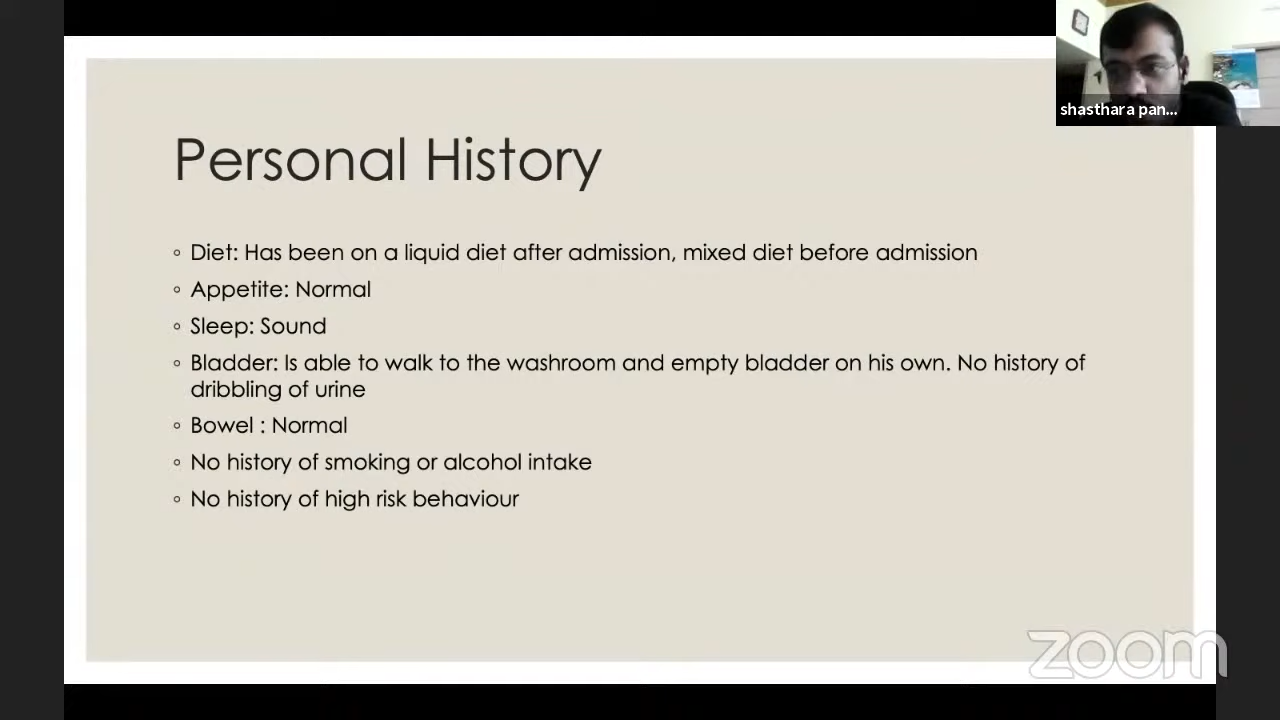 shasthara pan...
Personal History
◦ Diet: Has been on a liquid diet after admission, mixed diet before admission
◦ Appetite: Normal
◦ Sleep: Sound
◦ Bladder: Is able to walk to the washroom and empty bladder on his own. No history of
dribbling of urine
◦ Bowel : Normal
◦ No history of smoking or alcohol intake
◦ No history of high risk behaviour
zoom